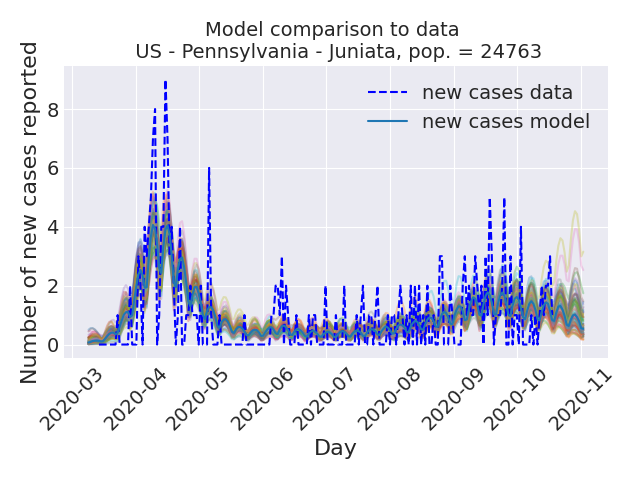 Model comparison to data
US - Pennsylvania - Juniata, pop. = 24763
Number of new cases reported
8
6
4
2
0
new cases data
new cases model
2020-03
2020-04
2020-05
2020-06
2020-07
2020-08
2020-09
2020-10
2020-11
Day